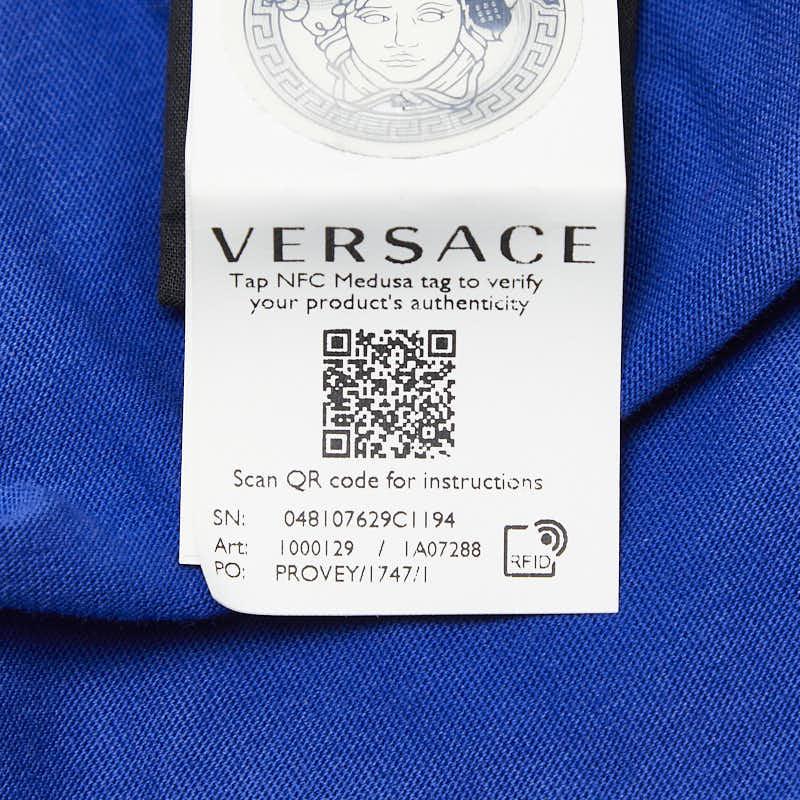 VERSACE
Tap NFC Medusa tag to verify
your product's authenticity
Scan QR code for instructions
SN: 048107629C1194
Art: 1000129 / 1A07288
PO: PROVEY/1747/1
RFID